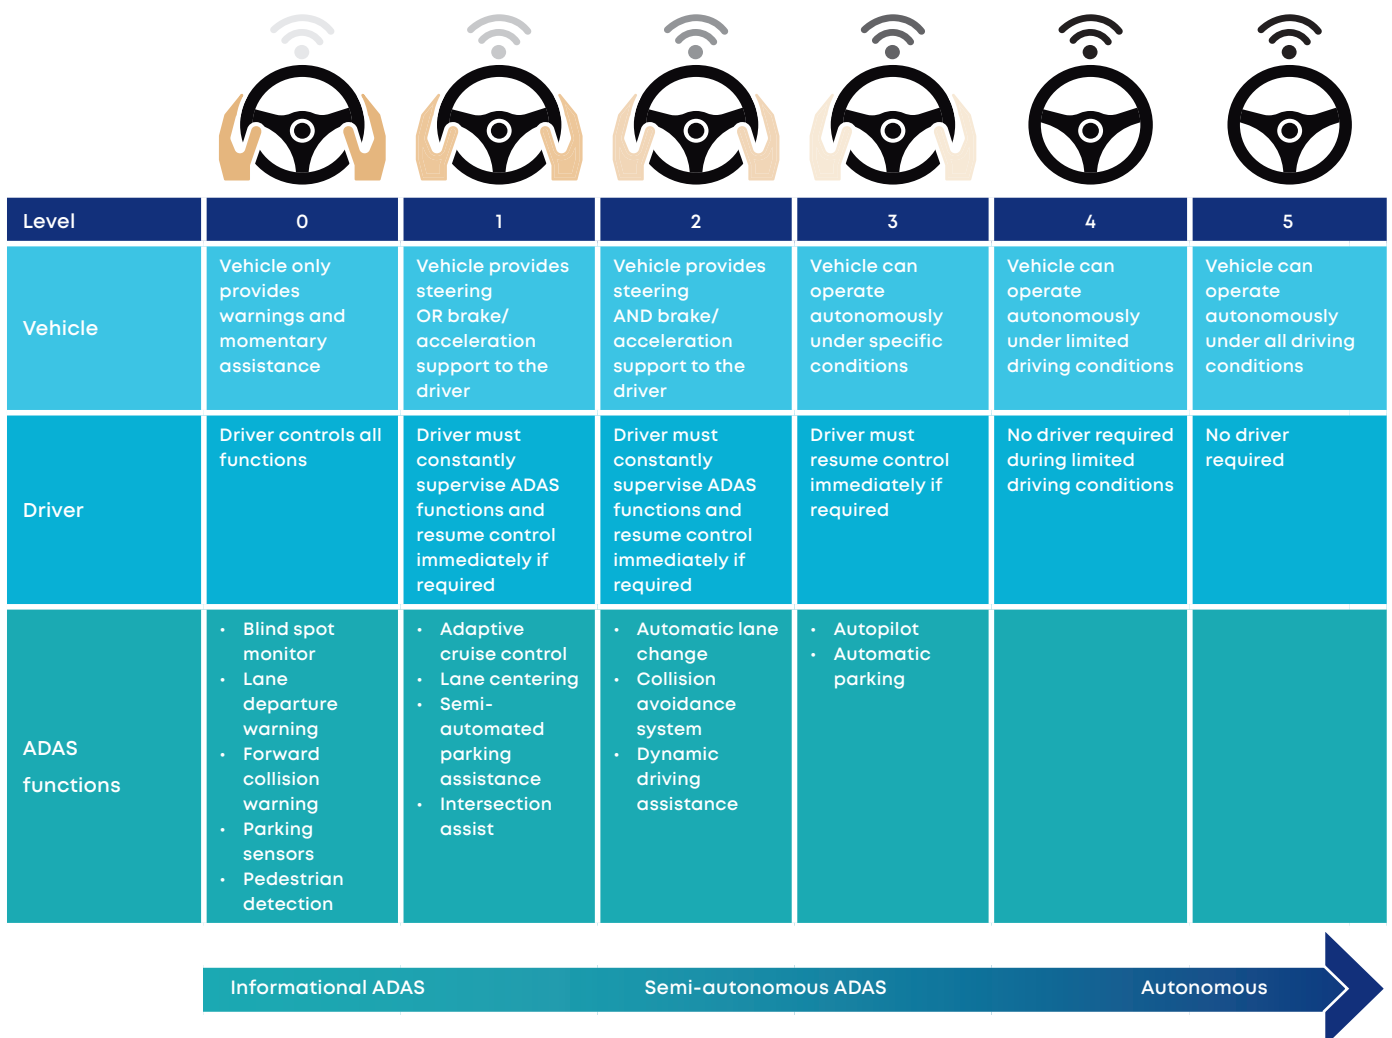 Level
0
1
2
3
4
5
Vehicle
Vehicle only
provides
warnings and
momentary
assistance
Vehicle provides
steering
OR brake/
acceleration
support to the
driver
Vehicle provides
steering
AND brake/
acceleration
support to the
driver
Vehicle can
operate
autonomously
under specific
conditions
Vehicle can
operate
autonomously
under limited
driving conditions
Vehicle can
operate
autonomously
under all driving
conditions
Driver
Driver controls all
functions
Driver must
constantly
supervise ADAS
functions and
resume control
immediately if
required
Driver must
constantly
supervise ADAS
functions and
resume control
immediately if
required
Driver must
resume control
immediately if
required
No driver required
during limited
driving conditions
No driver
required
ADAS
functions
• Blind spot
monitor
• Lane
departure
warning
• Forward
collision
warning
• Parking
sensors
• Pedestrian
detection
• Adaptive
cruise control
• Lane centering
• Semi-
automated
parking
assistance
• Intersection
assist
• Automatic lane
change
• Collision
avoidance
system
• Dynamic
driving
assistance
• Autopilot
• Automatic
parking
Informational ADAS
Semi-autonomous ADAS
Autonomous